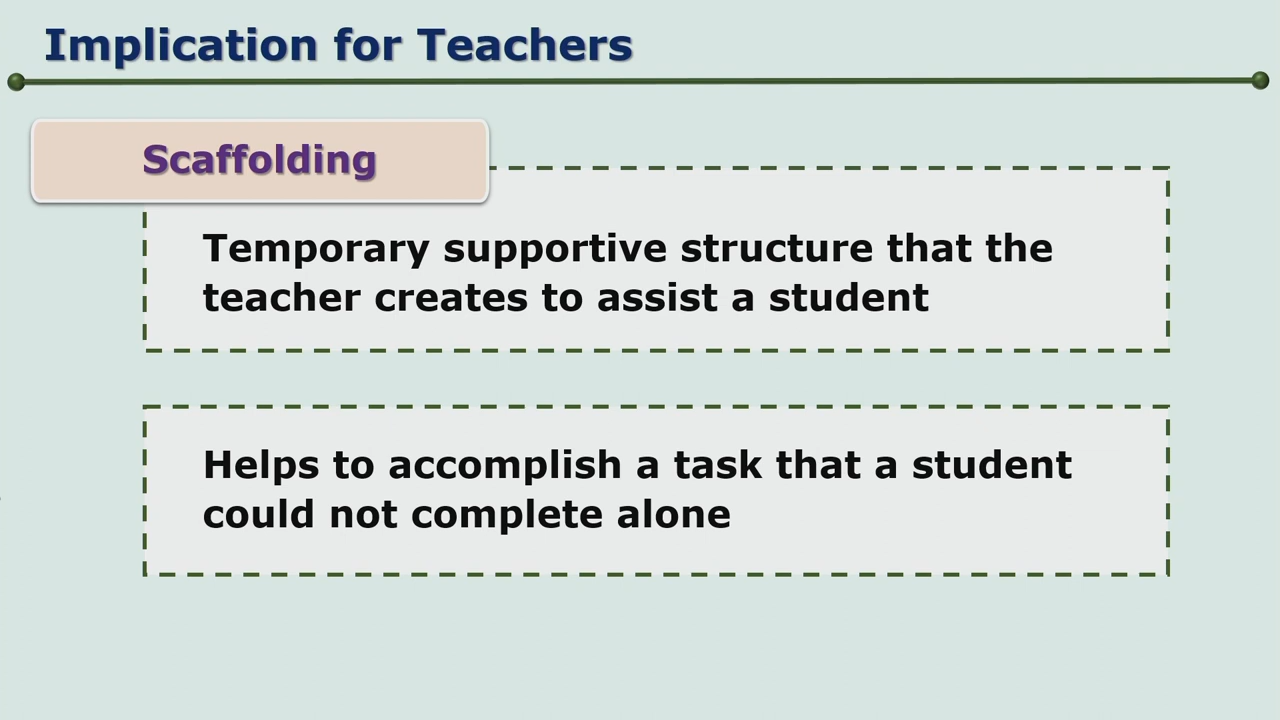 Implication for Teachers
Scaffolding
Temporary supportive structure that the
teacher creates to assist a student
Helps to accomplish a task that a student
could not complete alone